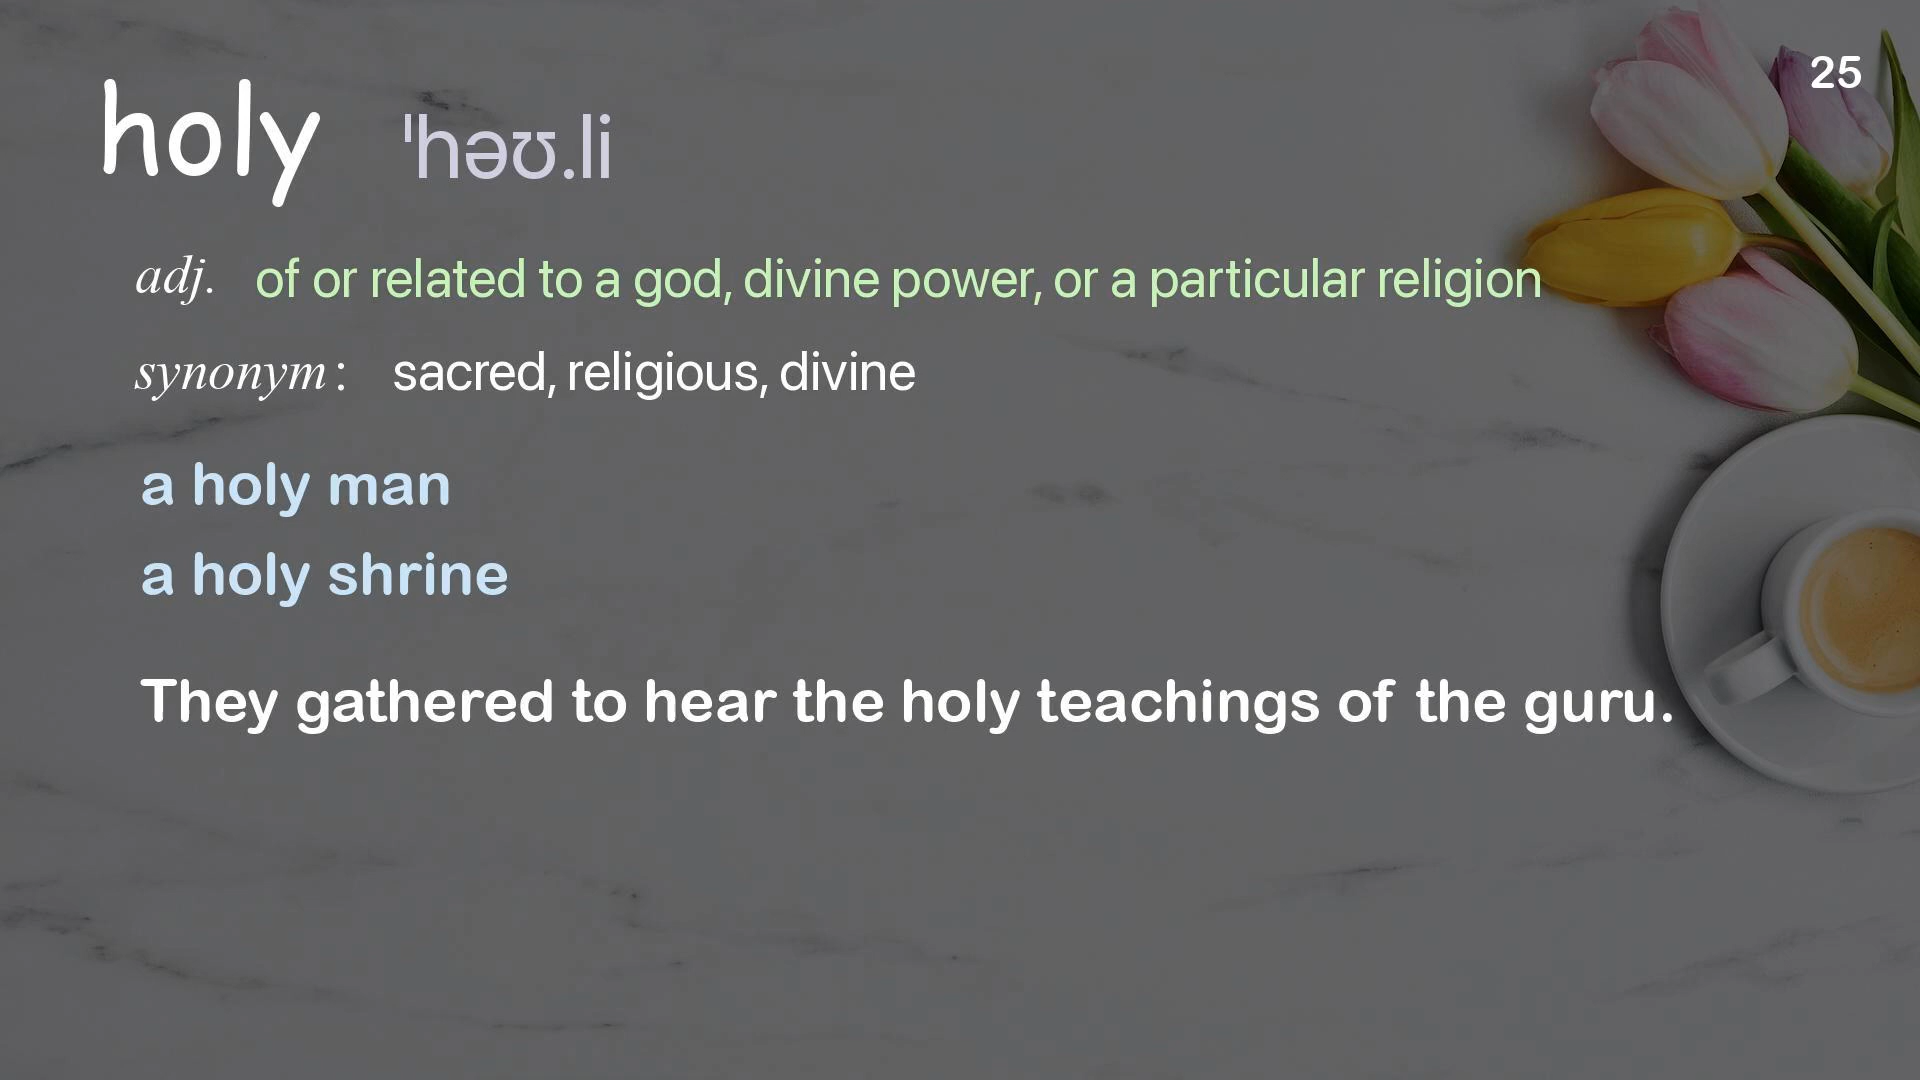 25
holy ˈhəʊ.li
adj. of or related to a god, divine power, or a particular religion
synonym : sacred, religious, divine
a holy man
a holy shrine
They gathered to hear the holy teachings of the guru.